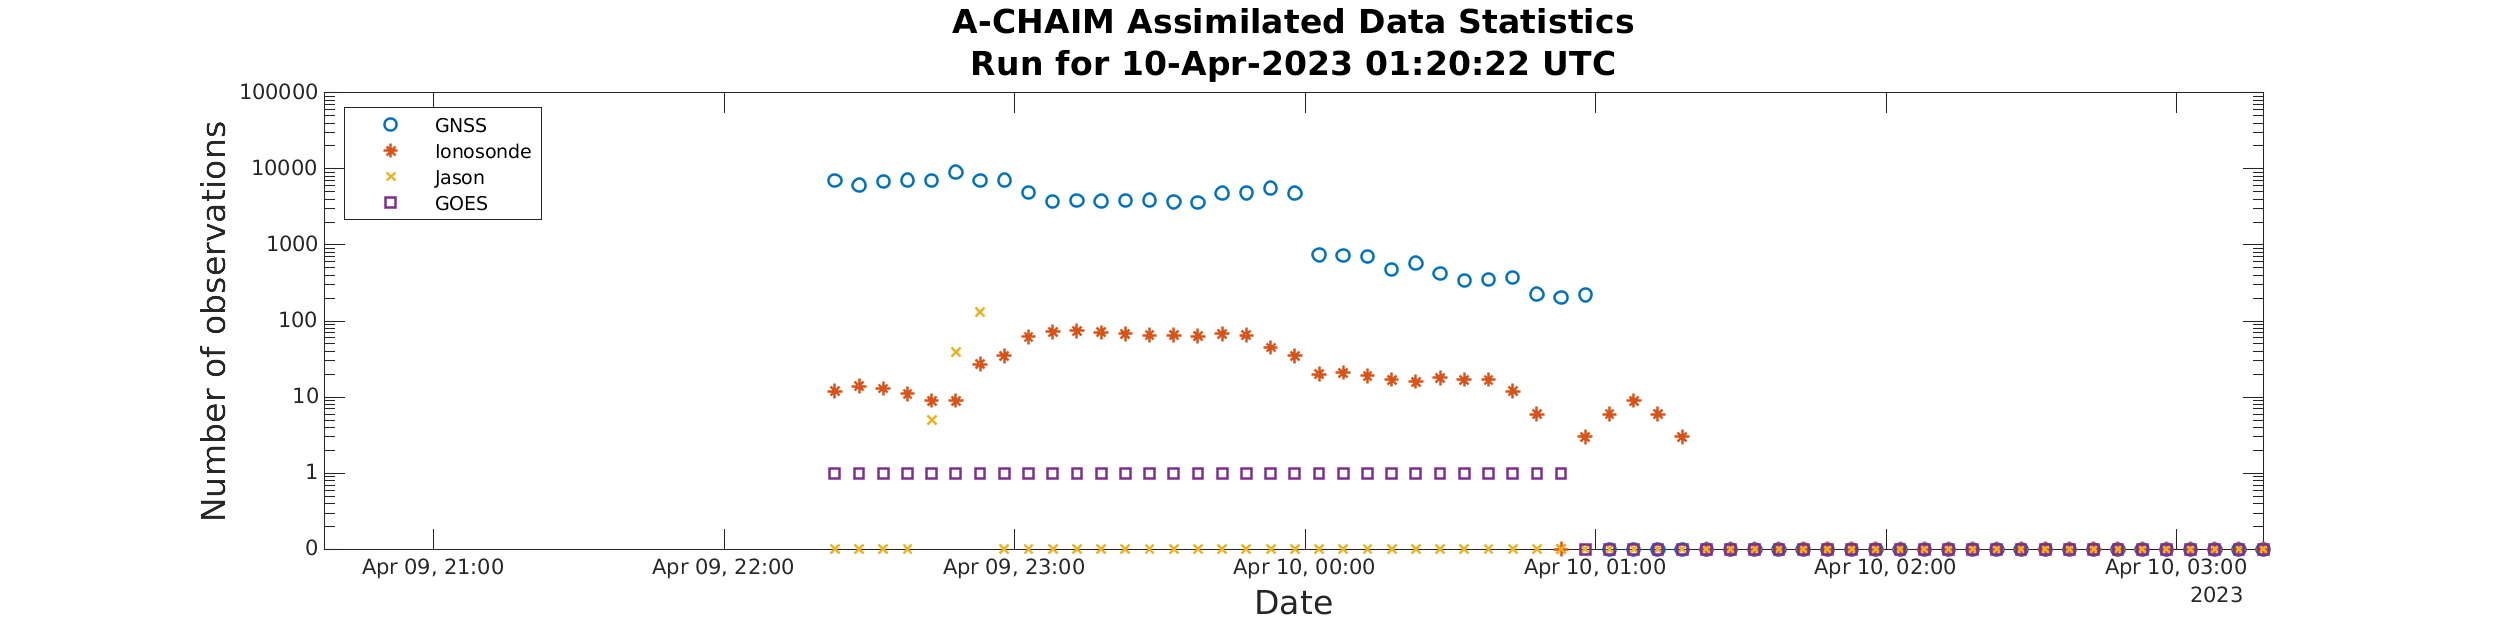 A-CHAIM Assimilated Data Statistics
Run for 10-Apr-2023 01:20:22 UTC
Number of observations
100000
10000
1000
100
10
1
0
GNSS
Ionosonde
Jason
GOES
Apr 09, 21:00
Apr 09, 22:00
Apr 09, 23:00
Apr 10, 00:00
Apr 10, 01:00
Apr 10, 02:00
Apr 10, 03:00
2023
Date